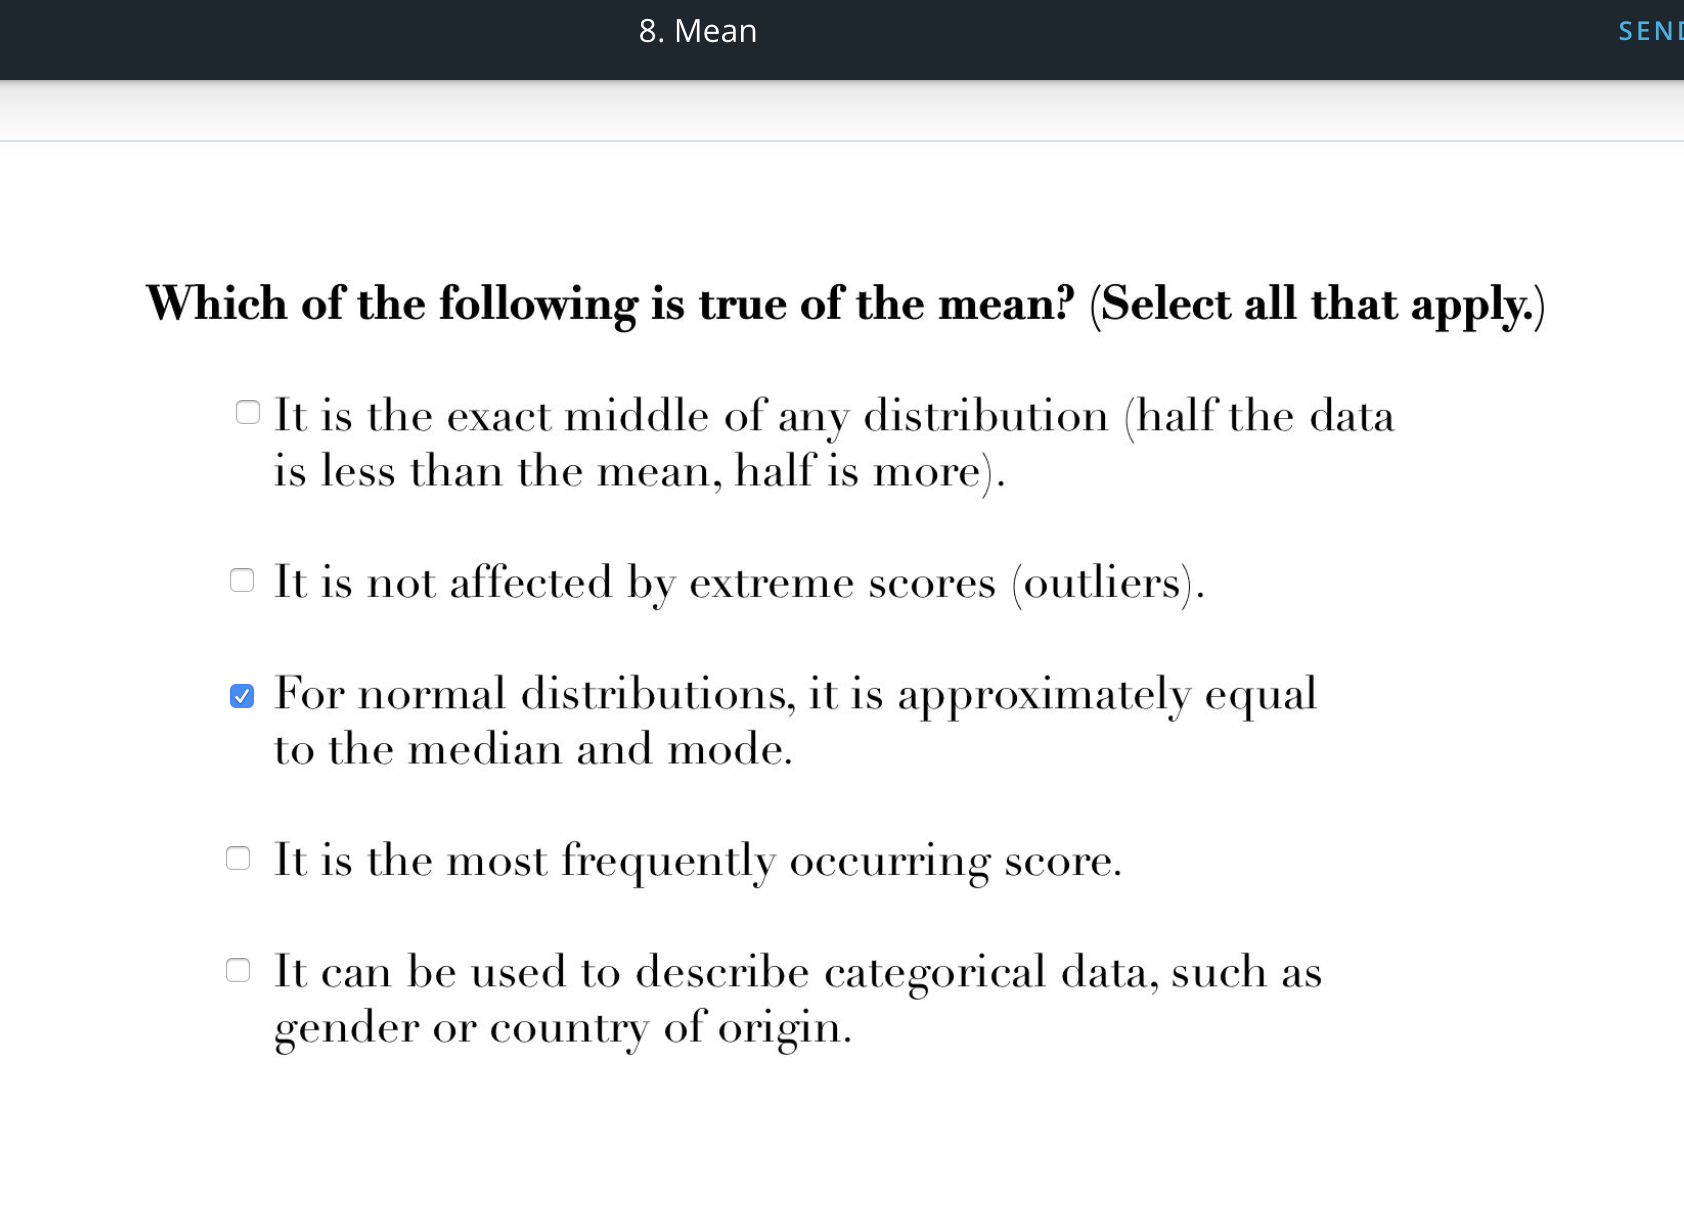 8. Mean
SEND
Which of the following is true of the mean? (Select all that apply.)
It is the exact middle of any distribution (half the data
is less than the mean, half is more).
It is not affected by extreme scores (outliers).
For normal distributions, it is approximately equal
to the median and mode.
It is the most frequently occurring score.
It can be used to describe categorical data, such as
gender or country of origin.